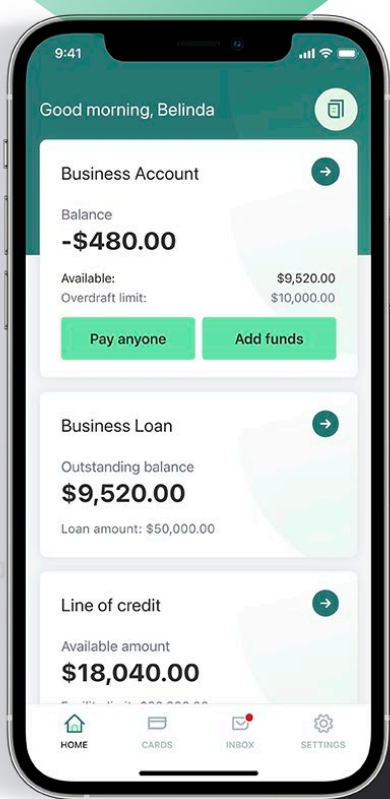 9:41
Good morning, Belinda
Business Account
Balance
-$480.00
Available: $9,520.00
Overdraft limit: $10,000.00
Pay anyone Add funds
Business Loan
Outstanding balance
$9,520.00
Loan amount: $50,000.00
Line of credit
Available amount
$18,040.00
HOME CARDS INBOX SETTINGS